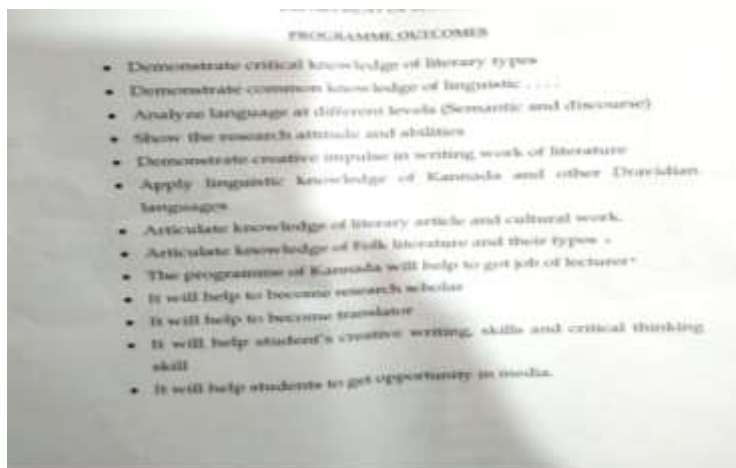 PROGRAMME OUTCOMES
• Demonstrate critical knowledge of literary types
• Demonstrate common knowledge of linguistic . . . .
• Analyze language at different levels (Semantic and discourse)
• Show the research attitude and abilities
• Demonstrate creative impulse in writing work of literature
• Apply linguistic knowledge of Kannada and other Dravidian
languages
• Articulate knowledge of literary article and cultural work.
• Articulate knowledge of Folk literature and their types .
• The programme of Kannada will help to got job of lecturer
• It will help to become research scholar
• It will help to become translator
• It will help student's creative writing, skills and critical thinking
skill
• It will help students to get opportunity in media.